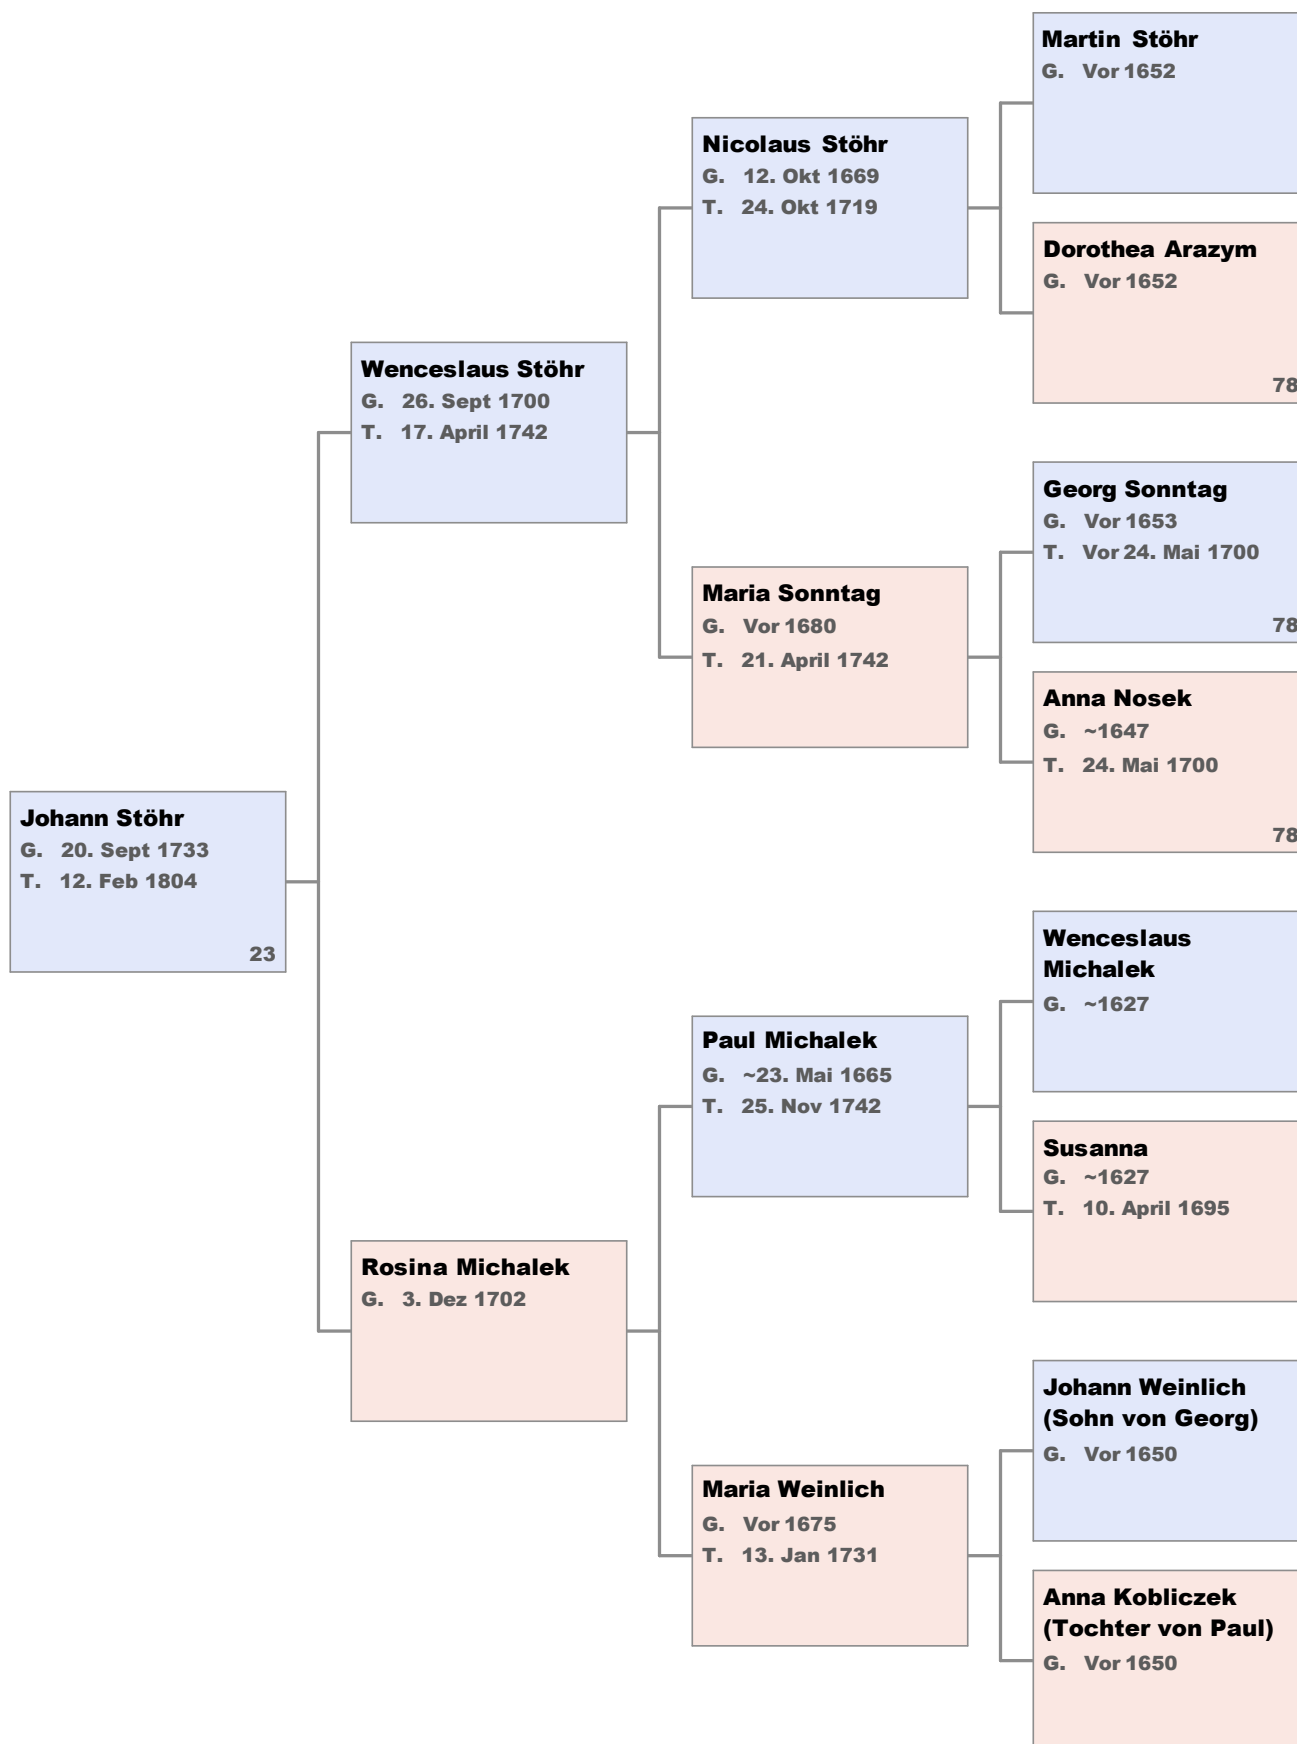 Martin Stöhr
G. Vor 1652
Nicolaus Stöhr
G. 12. Okt 1669
T. 24. Okt 1719
Dorothea Arazym
G. Vor 1652
78
Wenceslaus Stöhr
G. 26. Sept 1700
T. 17. April 1742
Georg Sonntag
G. Vor 1653
T. Vor 24. Mai 1700
78
Maria Sonntag
G. Vor 1680
T. 21. April 1742
Anna Nosek
G. ~1647
T. 24. Mai 1700
78
Johann Stöhr
G. 20. Sept 1733
T. 12. Feb 1804
23
Wenceslaus
Michalek
G. ~1627
Paul Michalek
G. ~23. Mai 1665
T. 25. Nov 1742
Susanna
G. ~1627
T. 10. April 1695
Rosina Michalek
G. 3. Dez 1702
Johann Weinlich
(Sohn von Georg)
G. Vor 1650
Maria Weinlich
G. Vor 1675
T. 13. Jan 1731
Anna Kobliczek
(Tochter von Paul)
G. Vor 1650